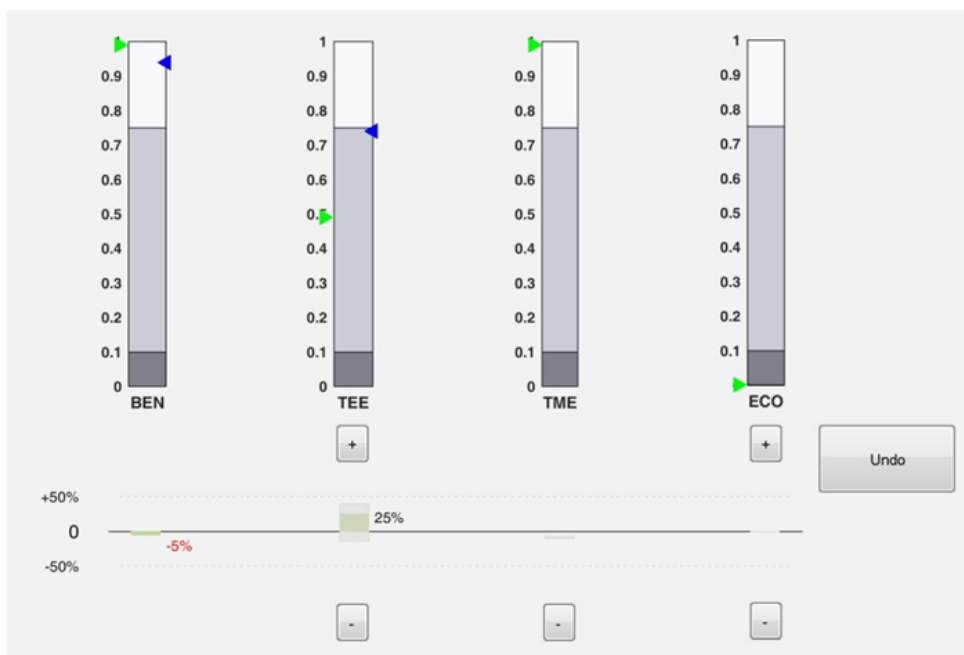 1 1
0.9 0.9 0.9 0.9
0.8 0.8 0.8 0.8
0.7 0.7 0.7 0.7
0.6 0.6 0.6 0.6
0.5 0.5 0.5 0.5
0.4 0.4 0.4 0.4
0.3 0.3 0.3 0.3
0.2 0.2 0.2 0.2
0.1 0.1 0.1 0.1
0 0 0
BEN TEE TME ECO
+ +
Undo
+50%
0 25%
-5%
-50%
- - -